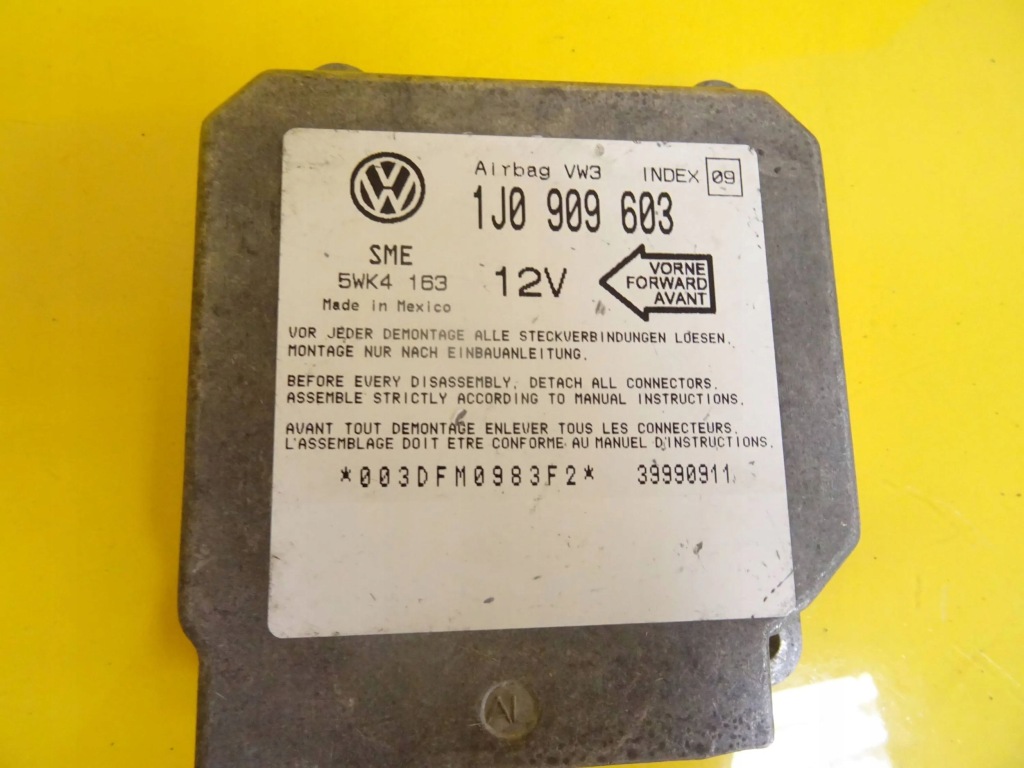 Airbag VW3 INDEX 09
1J0 909 603
SME
5WK4 163
12V
VORNE
FORWARD
AVANT
Made in Mexico
VOR JEDER DEMONTAGE ALLE STECKVERBINDUNGEN LOESEN.
MONTAGE NUR NACH EINBAUANLEITUNG.
BEFORE EVERY DISASSEMBLY, DETACH ALL CONNECTORS.
ASSEMBLE STRICTLY ACCORDING TO MANUAL INSTRUCTIONS.
AVANT TOUT DEMONTAGE ENLEVER TOUS LES CONNECTEURS.
L'ASSEMBLAGE DOIT ETRE CONFORME AU MANUEL D'INSTRUCTIONS.
*003DFM0983F2* 39990911